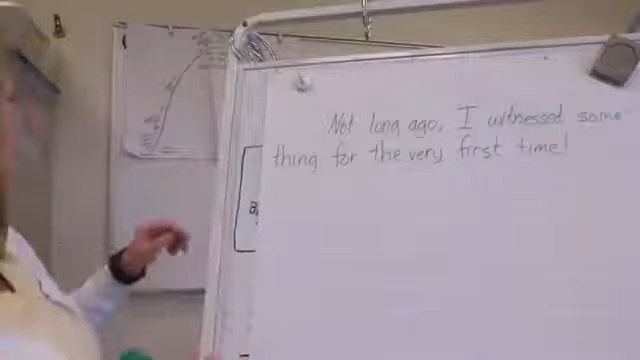 Not long ago, I witnessed some-
thing for the very first time!